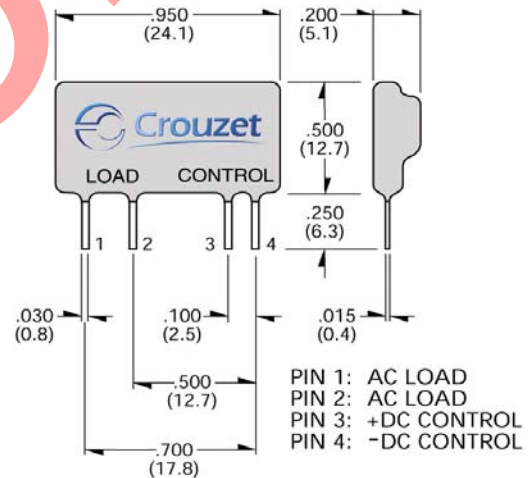 .950
(24.1)
.200
(5.1)
Crouzet
LOAD CONTROL
.500
(12.7)
.250
(6.3)
1 2 3 4
.030
(0.8)
.100
(2.5)
.015
(0.4)
.500
(12.7)
.700
(17.8)
PIN 1: AC LOAD
PIN 2: AC LOAD
PIN 3: +DC CONTROL
PIN 4: -DC CONTROL